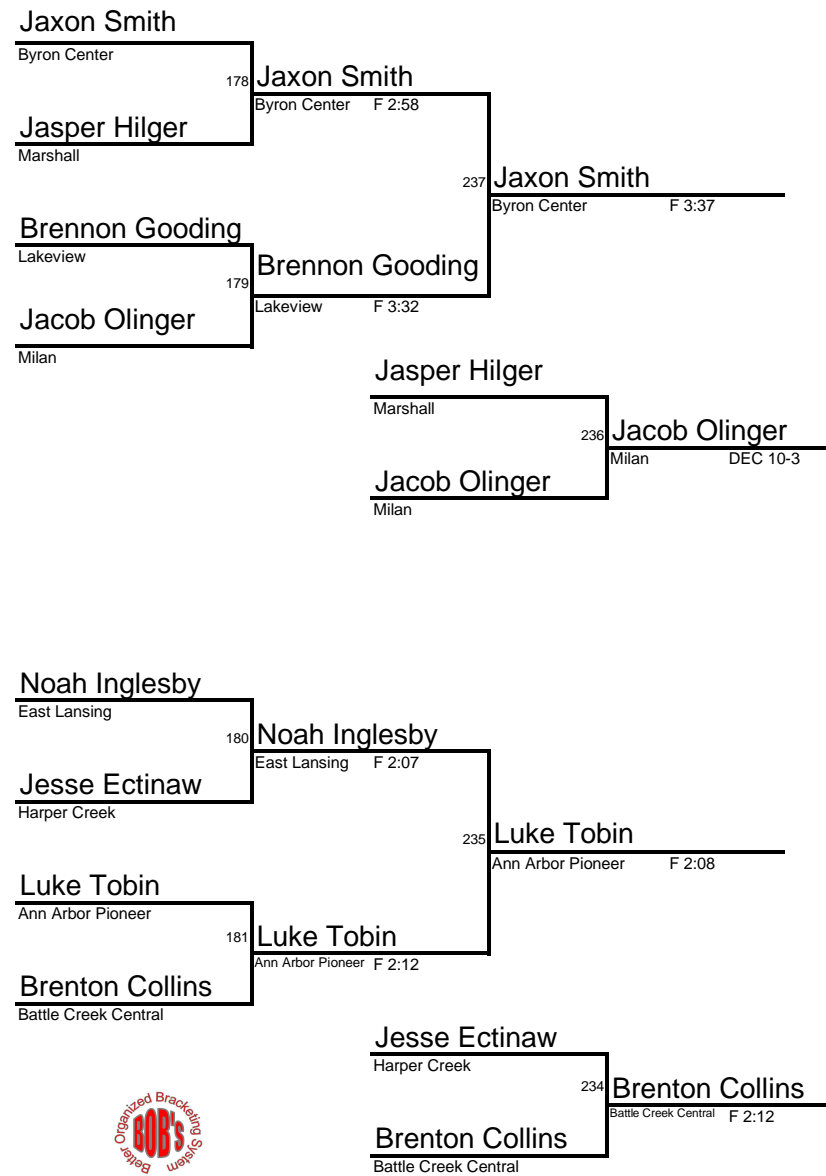 Jaxon Smith
Byron Center
178 Jaxon Smith
Byron Center F 2:58
Jasper Hilger
Marshall
237 Jaxon Smith
Byron Center F 3:37
Brennon Gooding
Lakeview
179 Brennon Gooding
Lakeview F 3:32
Jacob Olinger
Milan
Jasper Hilger
Marshall
236 Jacob Olinger
Milan DEC 10-3
Jacob Olinger
Milan
Noah Inglesby
East Lansing
180 Noah Inglesby
East Lansing F 2:07
Jesse Ectinaw
Harper Creek
235 Luke Tobin
Ann Arbor Pioneer F 2:08
Luke Tobin
Ann Arbor Pioneer
181 Luke Tobin
Ann Arbor Pioneer F 2:12
Brenton Collins
Battle Creek Central
Jesse Ectinaw
Harper Creek
234 Brenton Collins
Battle Creek Central F 2:12
Brenton Collins
Battle Creek Central
Better Organized Bracketing System
BOB's